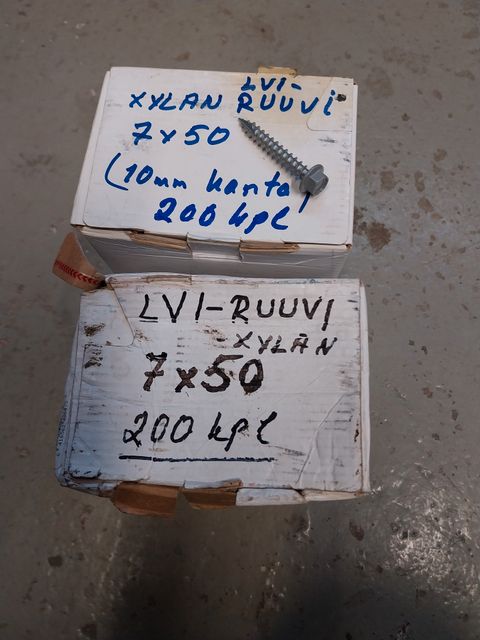 LVI-
XYLAN RUUVI
7x50
(10mm kanta)
200 kpl
LVI-RUUVI
-XYLAN
7x50
200 kpl